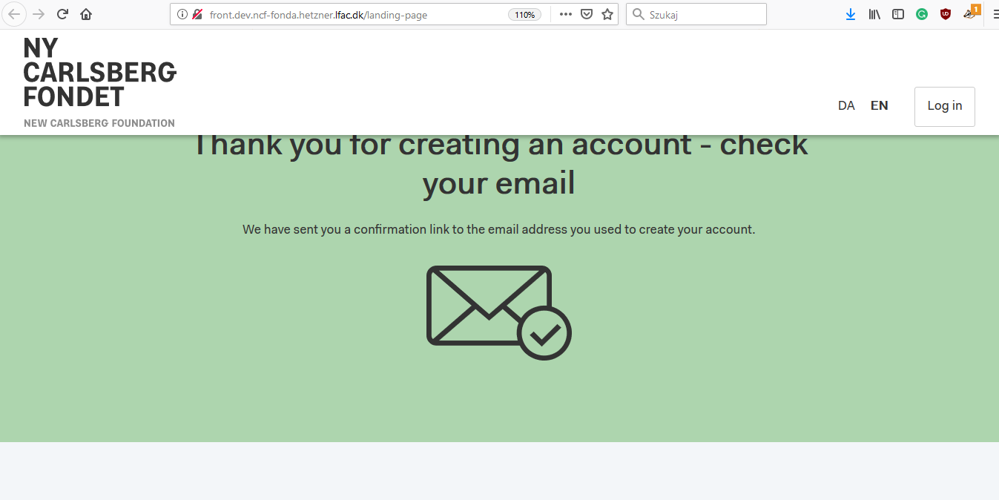 front.dev.ncf-fonda.hetzner.lfac.dk/landing-page
110%
Szukaj
1
NY
CARLSBERG
FONDET
NEW CARLSBERG FOUNDATION
DA
EN
Log in
Thank you for creating an account - check
your email
We have sent you a confirmation link to the email address you used to create your account.